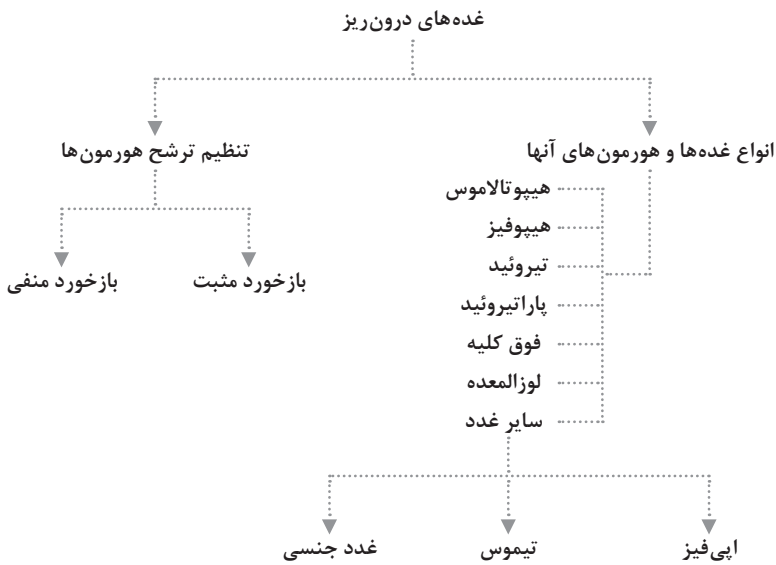 غده‌های درون‌ریز
انواع غده‌ها و هورمون‌های آنها
تنظیم ترشح هورمون‌ها
هیپوتالاموس
هیپوفیز
تیروئید
پاراتیروئید
فوق کلیه
لوزالمعده
سایر غدد
بازخورد مثبت
بازخورد منفی
اپی‌فیز
تیموس
غدد جنسی